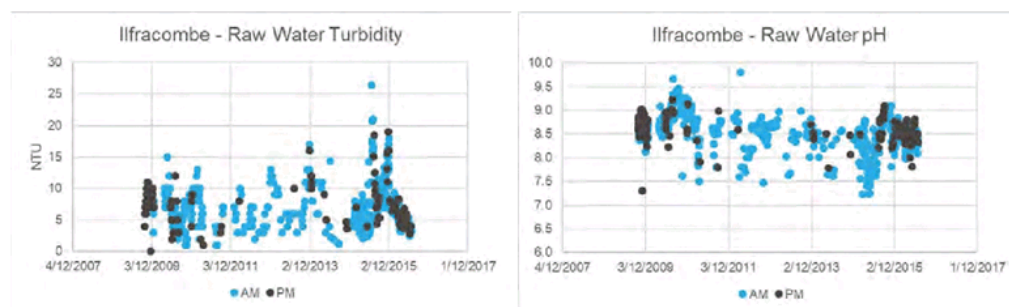 Ilfracombe - Raw Water Turbidity
30
25
20
15
10
5
0
NTU
4/12/2007 3/12/2009 3/12/2011 2/12/2013 2/12/2015 1/12/2017
AM PM
Ilfracombe - Raw Water pH
10.0
9.5
9.0
8.5
8.0
7.5
7.0
6.5
6.0
4/12/2007 3/12/2009 3/12/2011 2/12/2013 2/12/2015 1/12/2017
AM PM